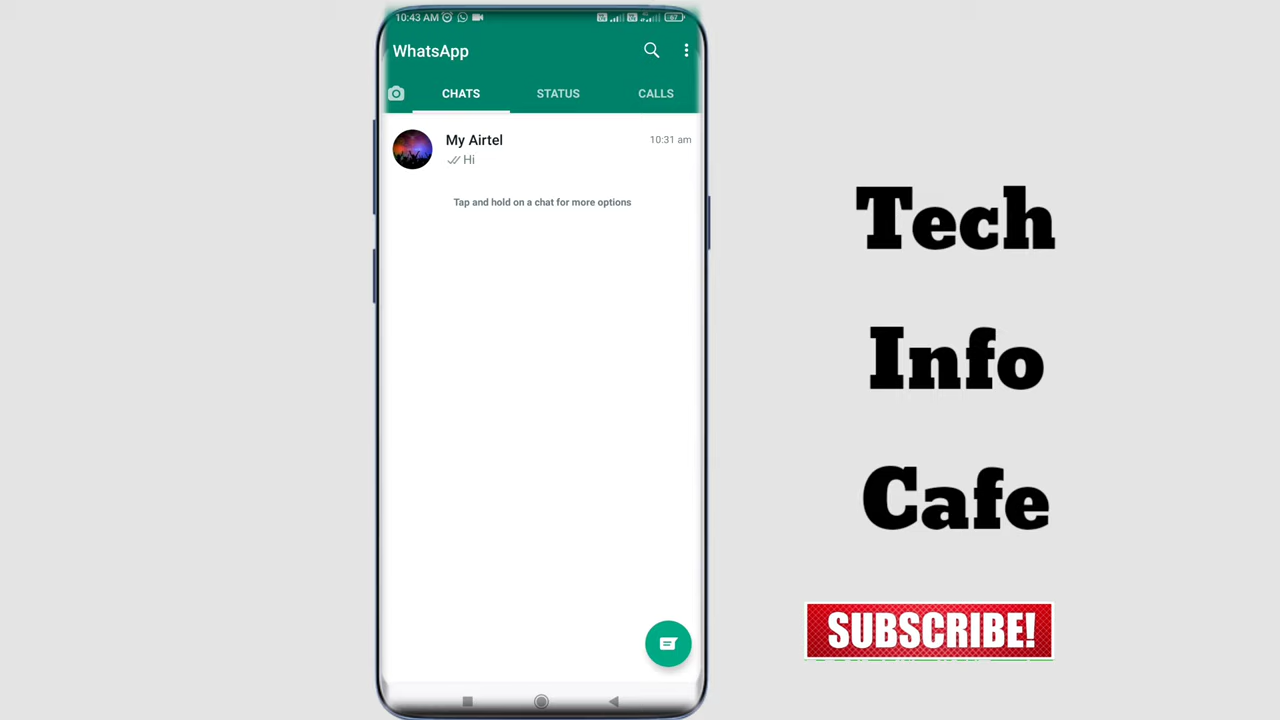 10:43 AM
67
WhatsApp
CHATS
STATUS
CALLS
My Airtel
10:31 am
Hi
Tap and hold on a chat for more options
Tech
Info
Cafe
SUBSCRIBE!